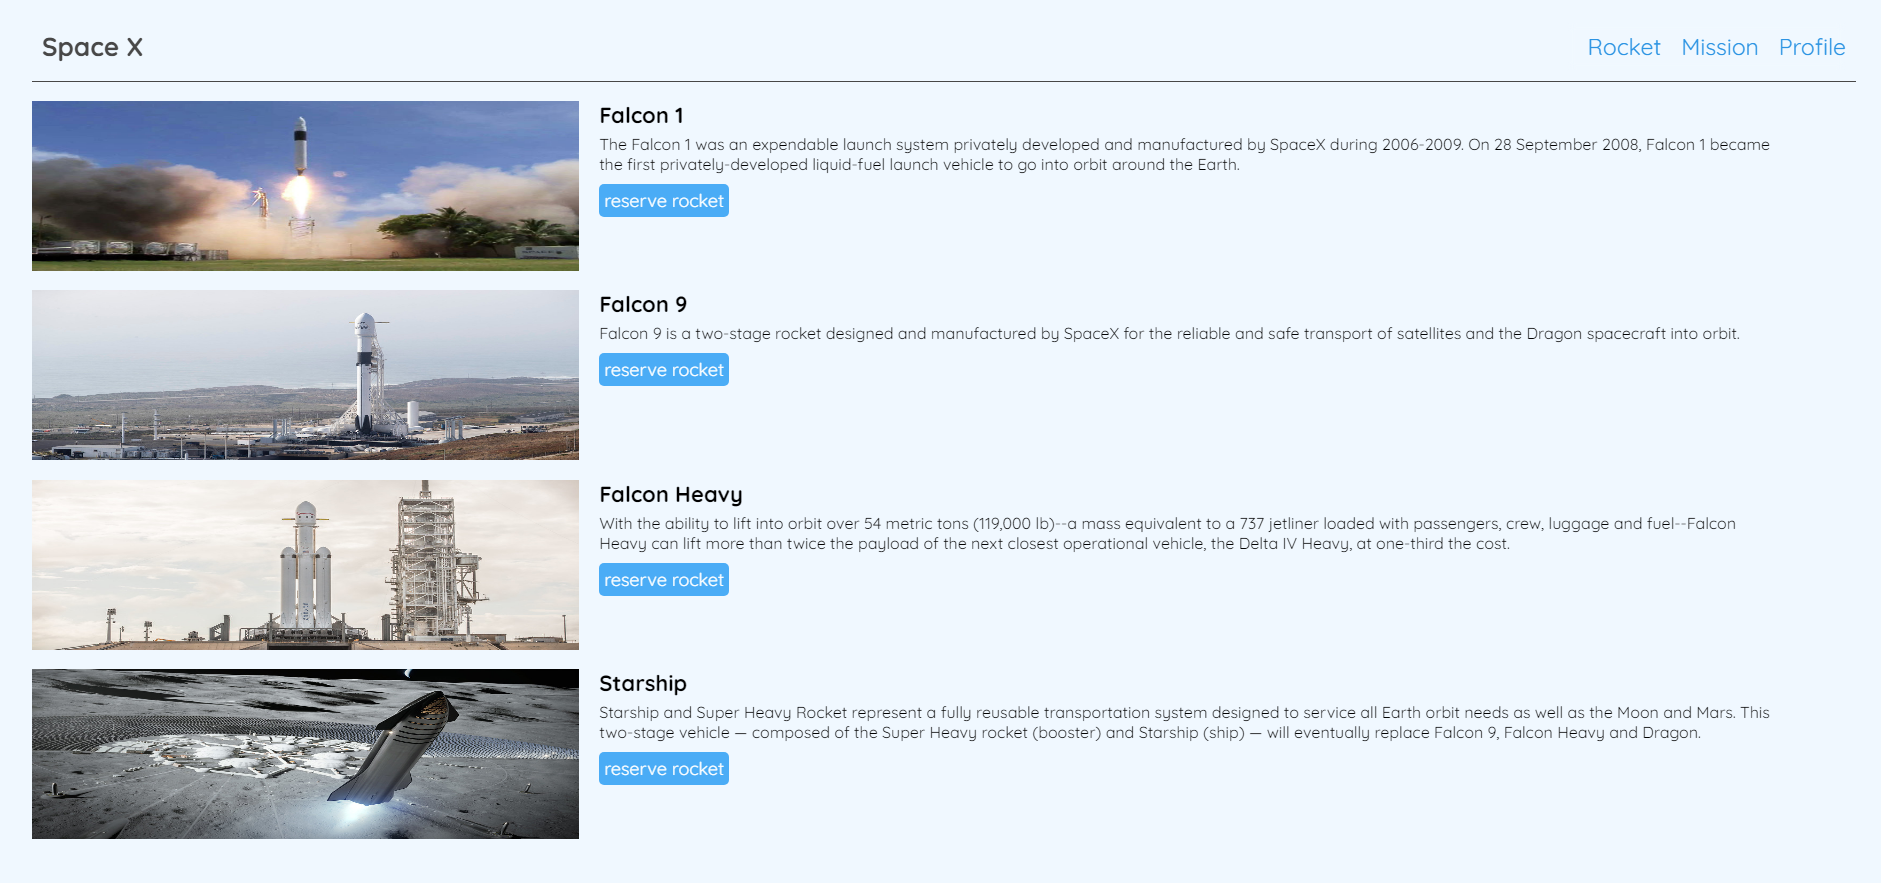 Space X
Rocket Mission Profile
Falcon 1
The Falcon 1 was an expendable launch system privately developed and manufactured by SpaceX during 2006-2009. On 28 September 2008, Falcon 1 became
the first privately-developed liquid-fuel launch vehicle to go into orbit around the Earth.
reserve rocket
Falcon 9
Falcon 9 is a two-stage rocket designed and manufactured by SpaceX for the reliable and safe transport of satellites and the Dragon spacecraft into orbit.
reserve rocket
Falcon Heavy
With the ability to lift into orbit over 54 metric tons (119,000 lb)--a mass equivalent to a 737 jetliner loaded with passengers, crew, luggage and fuel--Falcon
Heavy can lift more than twice the payload of the next closest operational vehicle, the Delta IV Heavy, at one-third the cost.
reserve rocket
Starship
Starship and Super Heavy Rocket represent a fully reusable transportation system designed to service all Earth orbit needs as well as the Moon and Mars. This
two-stage vehicle — composed of the Super Heavy rocket (booster) and Starship (ship) — will eventually replace Falcon 9, Falcon Heavy and Dragon.
reserve rocket